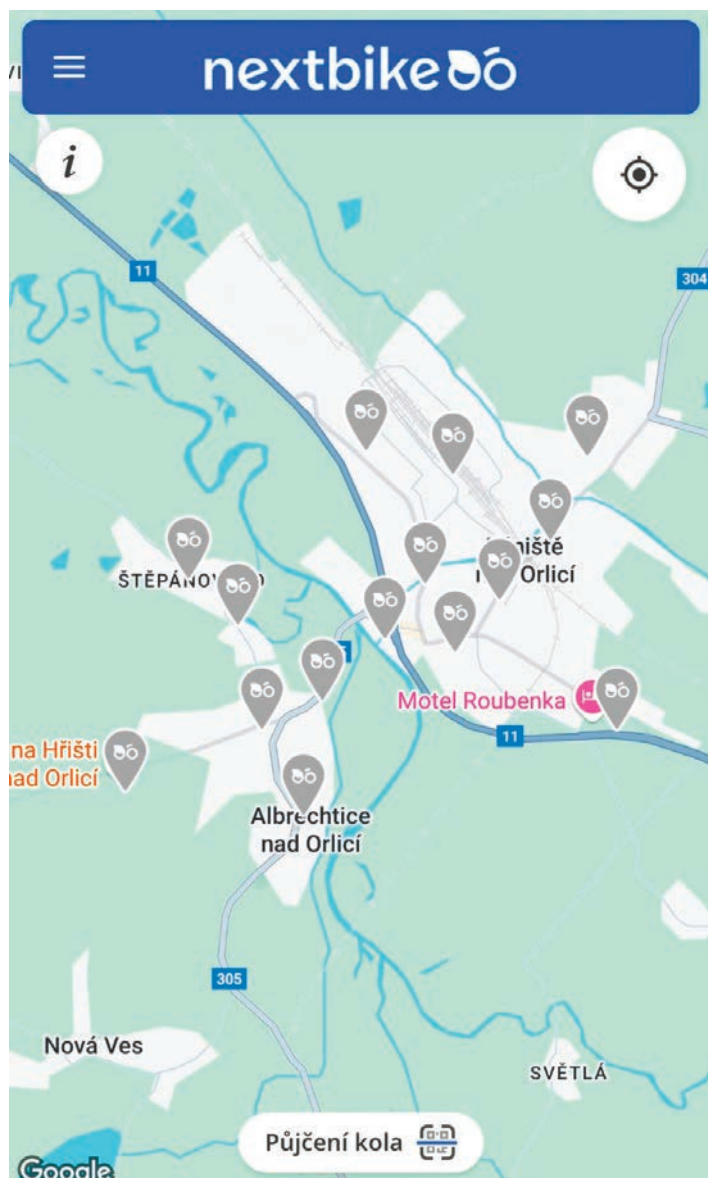 nextbike
i
11
304
ŠTĚPÁNOV
nad Orlicí
Motel Roubenka
11
na Hřišti
nad Orlicí
Albrechtice
nad Orlicí
305
Nová Ves
SVĚTLÁ
Půjčení kola
Google